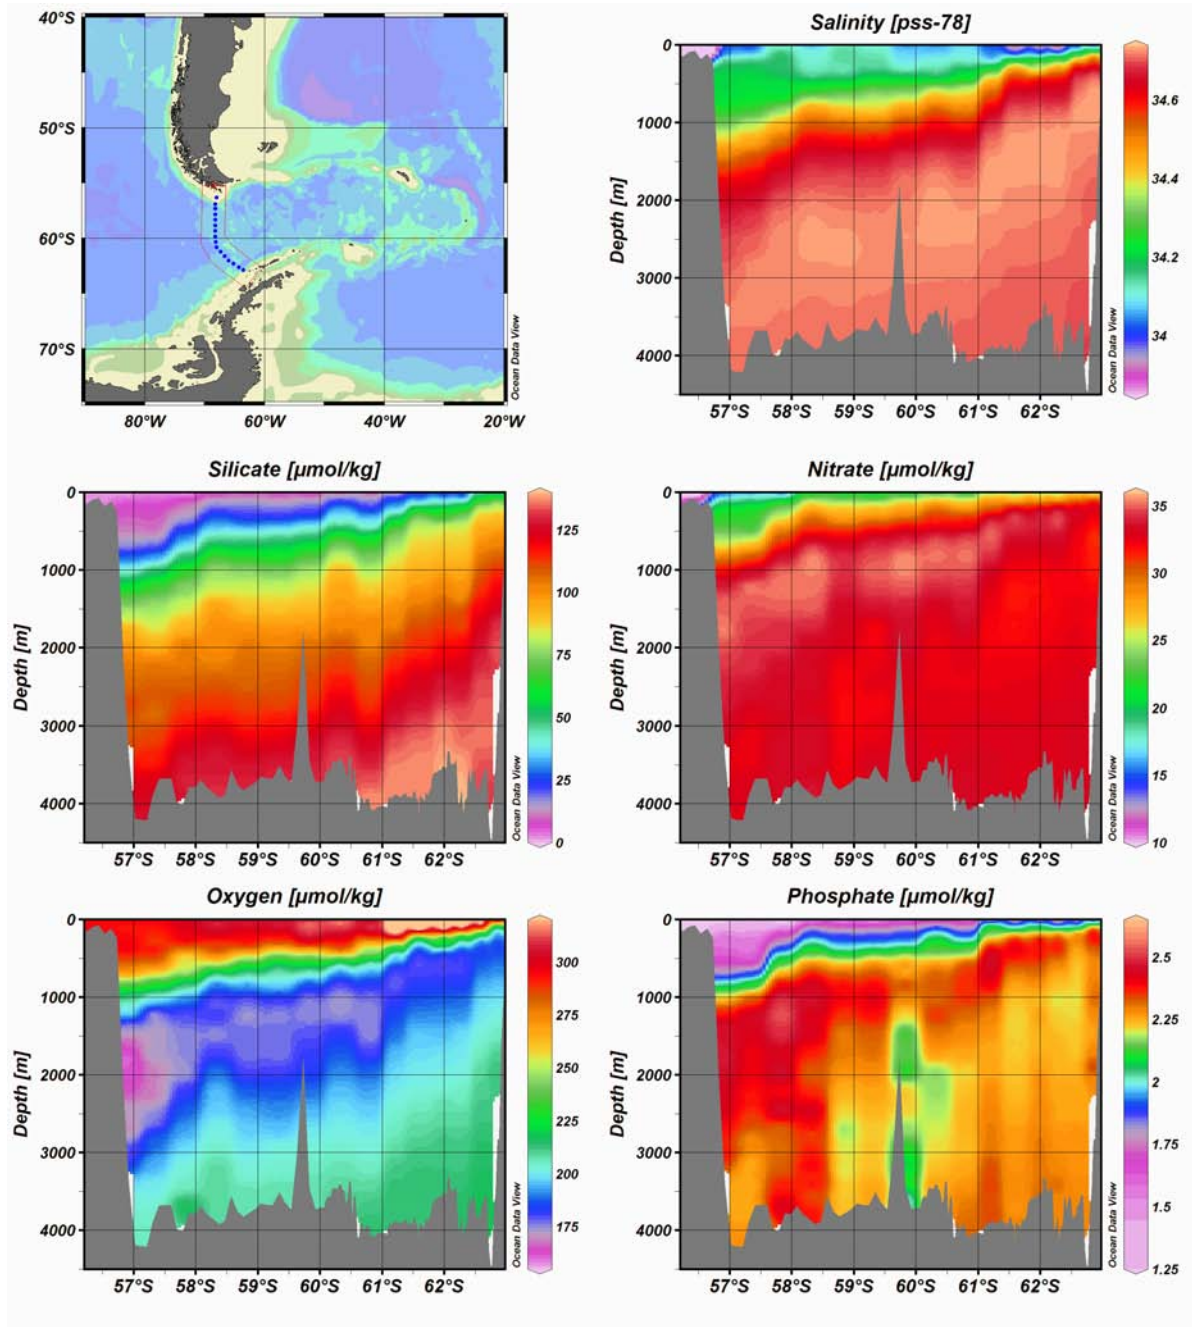 40°S
50°S
60°S
70°S
80°W 60°W 40°W 20°W
Ocean Data View
Salinity [pss-78]
Depth [m]
0
1000
2000
3000
4000
57°S 58°S 59°S 60°S 61°S 62°S
Ocean Data View
34.6
34.4
34.2
34
Silicate [µmol/kg]
Depth [m]
0
1000
2000
3000
4000
57°S 58°S 59°S 60°S 61°S 62°S
Ocean Data View
125
100
75
50
25
0
Nitrate [µmol/kg]
Depth [m]
0
1000
2000
3000
4000
57°S 58°S 59°S 60°S 61°S 62°S
Ocean Data View
35
30
25
20
15
10
Oxygen [µmol/kg]
Depth [m]
0
1000
2000
3000
4000
57°S 58°S 59°S 60°S 61°S 62°S
Ocean Data View
300
275
250
225
200
175
Phosphate [µmol/kg]
Depth [m]
0
1000
2000
3000
4000
57°S 58°S 59°S 60°S 61°S 62°S
Ocean Data View
2.5
2.25
2
1.75
1.5
1.25